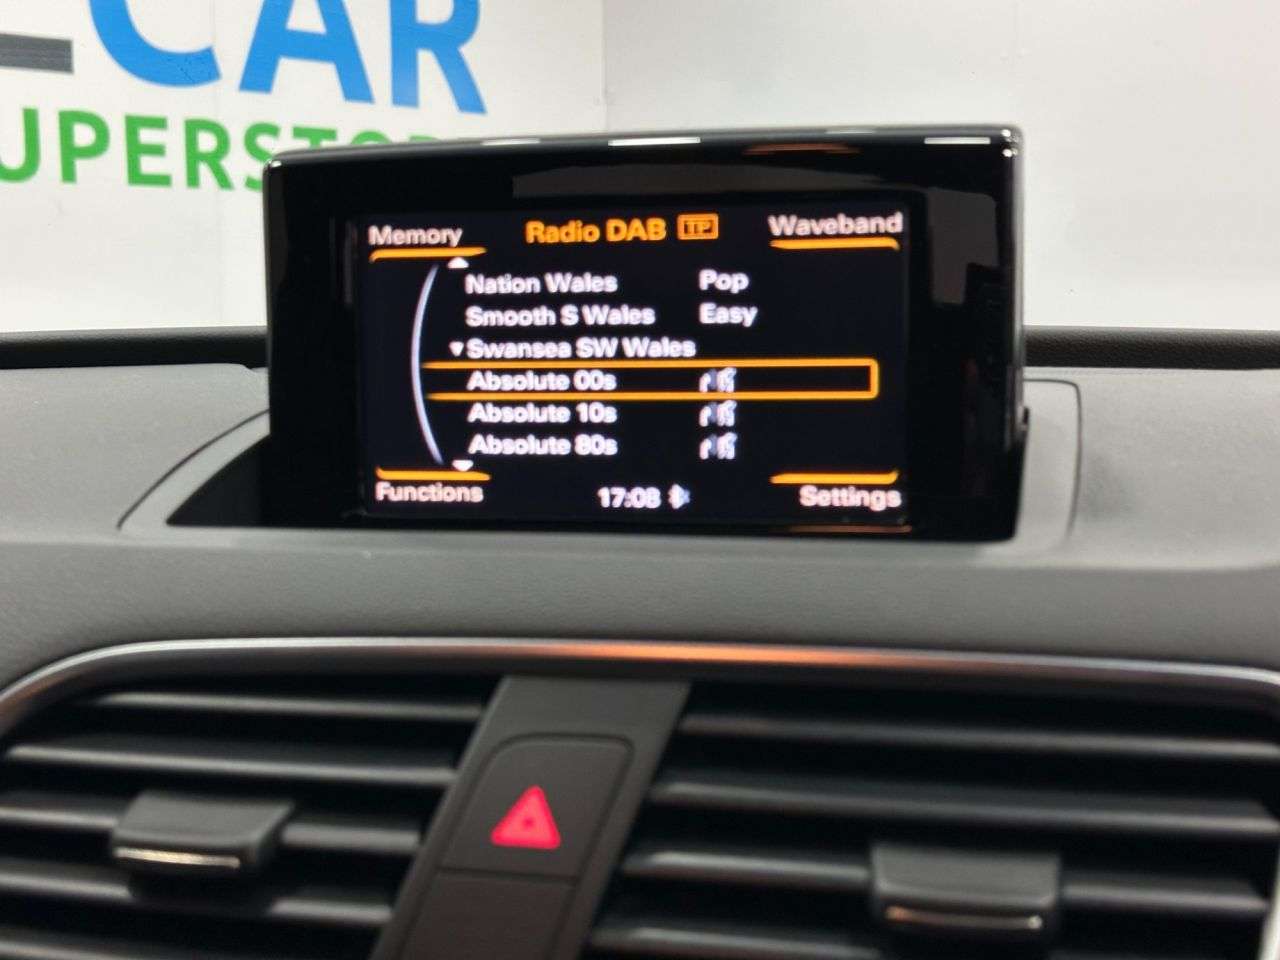 CAR
UPERSTOR
Memory
Radio DAB TP
Waveband
Nation Wales Pop
Smooth S Wales Easy
Swansea SW Wales
Absolute 00s
Absolute 10s
Absolute 80s
Functions
17:08
Settings